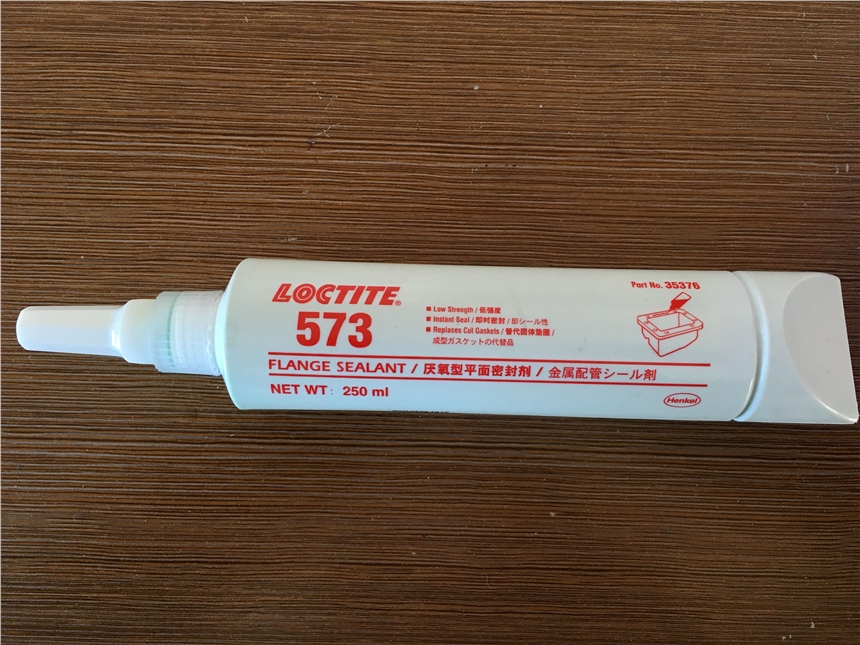 Part No. 35376
LOCTITE®
573
■ Low Strength / 低强度
■ Instant Seal / 即时密封 / 即シール性
■ Replaces Cut Gaskets / 替代固体垫圈 /
成型ガスケットの代替品
FLANGE SEALANT / 厌氧型平面密封剂 / 金属配管シール剤
NET WT: 250 ml
Henkel